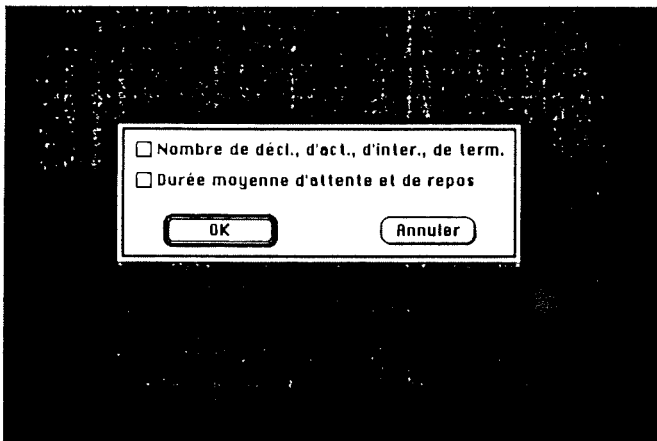 Nombre de décl., d'act., d'inter., de term.
Durée moyenne d'attente et de repos
OK
Annuler